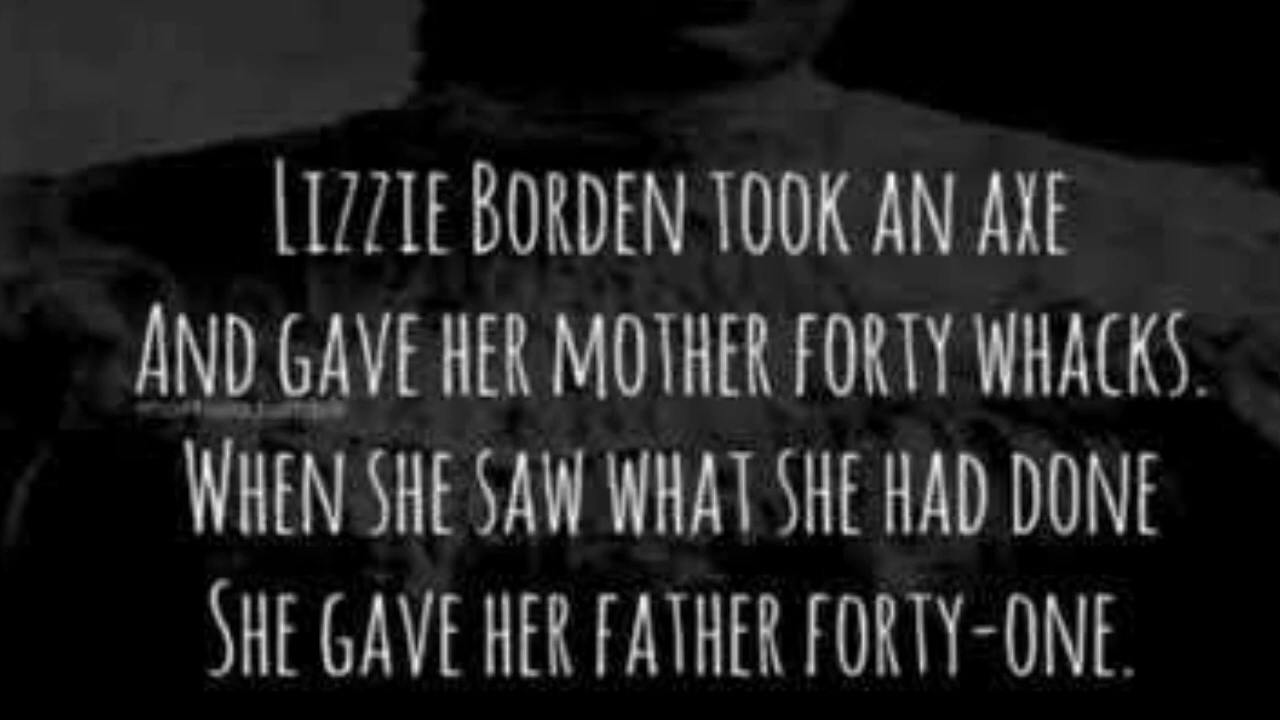 Lizzie Borden took an axe
And gave her mother forty whacks.
When she saw what she had done
She gave her father forty-one.